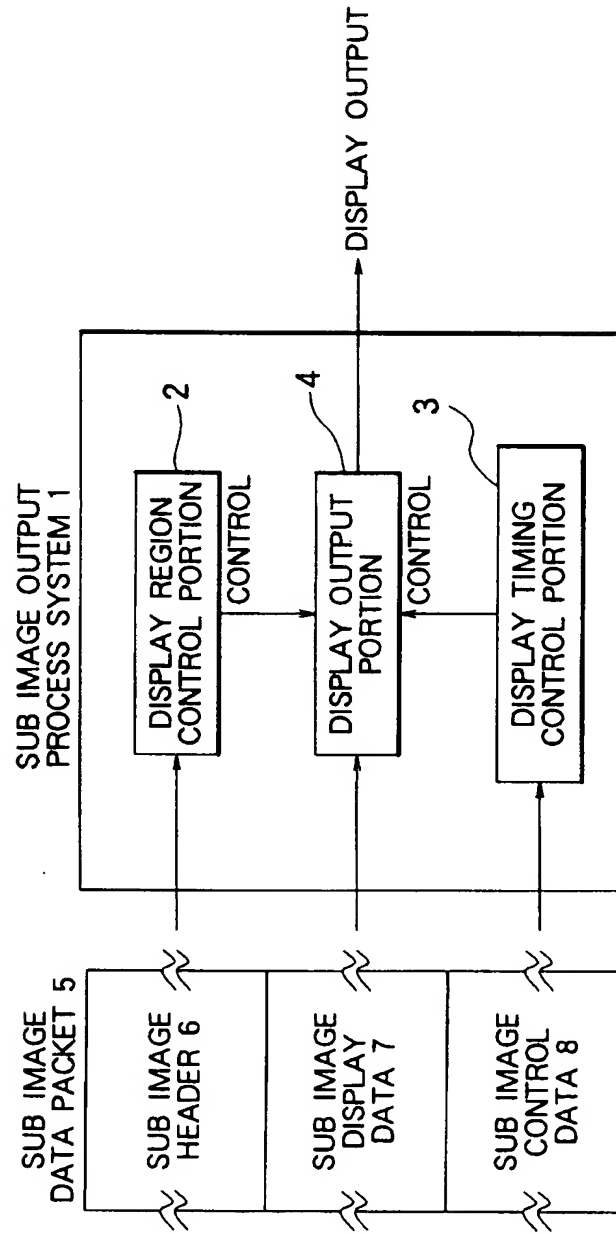 SUB IMAGE OUTPUT
PROCESS SYSTEM 1
SUB IMAGE
DATA PACKET 5
SUB IMAGE
HEADER 6
DISPLAY REGION
CONTROL PORTION
2
CONTROL
SUB IMAGE
DISPLAY
DATA 7
DISPLAY OUTPUT
PORTION
4
DISPLAY OUTPUT
CONTROL
SUB IMAGE
CONTROL
DATA 8
DISPLAY TIMING
CONTROL PORTION
3